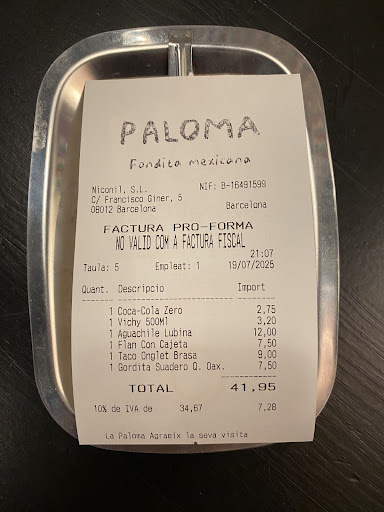 PALOMA
Fondita mexicana
Niconil, S.L. NIF: B-16491599
C/ Francisco Giner, 5
08012 Barcelona Barcelona
FACTURA PRO-FORMA
NO VALID COM A FACTURA FISCAL
21:07
Taula: 5 Empleat: 1 19/07/2025
Quant. Descripcio Import
1 Coca-Cola Zero 2,75
1 Vichy 500Ml 3,20
1 Aguachile Lubina 12,00
1 Flan Con Cajeta 7,50
1 Taco Onglet Brasa 9,00
1 Gordita Suadero Q. Oax. 7,50
TOTAL 41,95
10% de IVA de 34,67 7,28
La Paloma Agraeix la seva visita